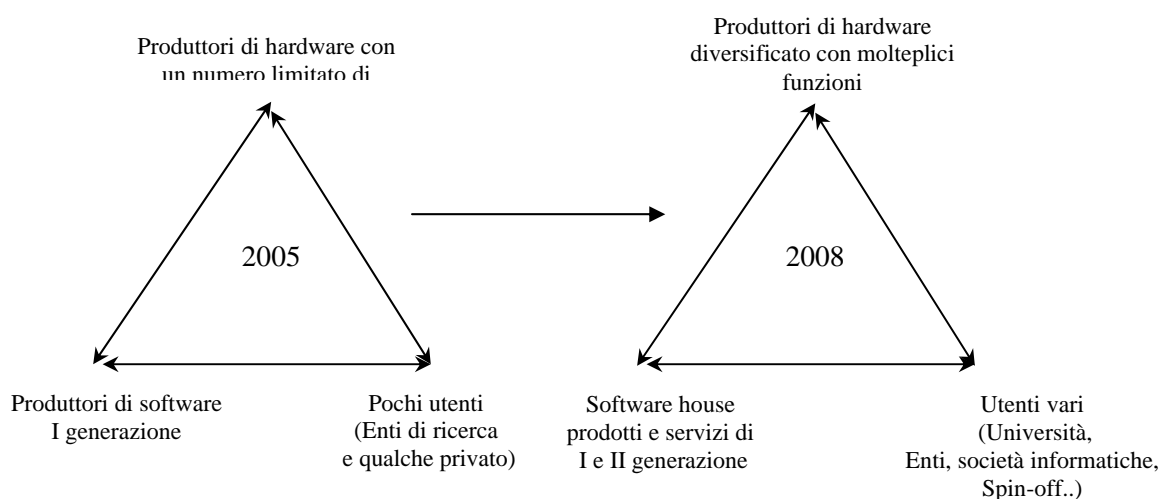 Produttori di hardware con
un numero limitato di
2005
Produttori di software
I generazione
Pochi utenti
(Enti di ricerca
e qualche privato)
Produttori di hardware
diversificato con molteplici
funzioni
2008
Software house
prodotti e servizi di
I e II generazione
Utenti vari
(Università,
Enti, società informatiche,
Spin-off..)